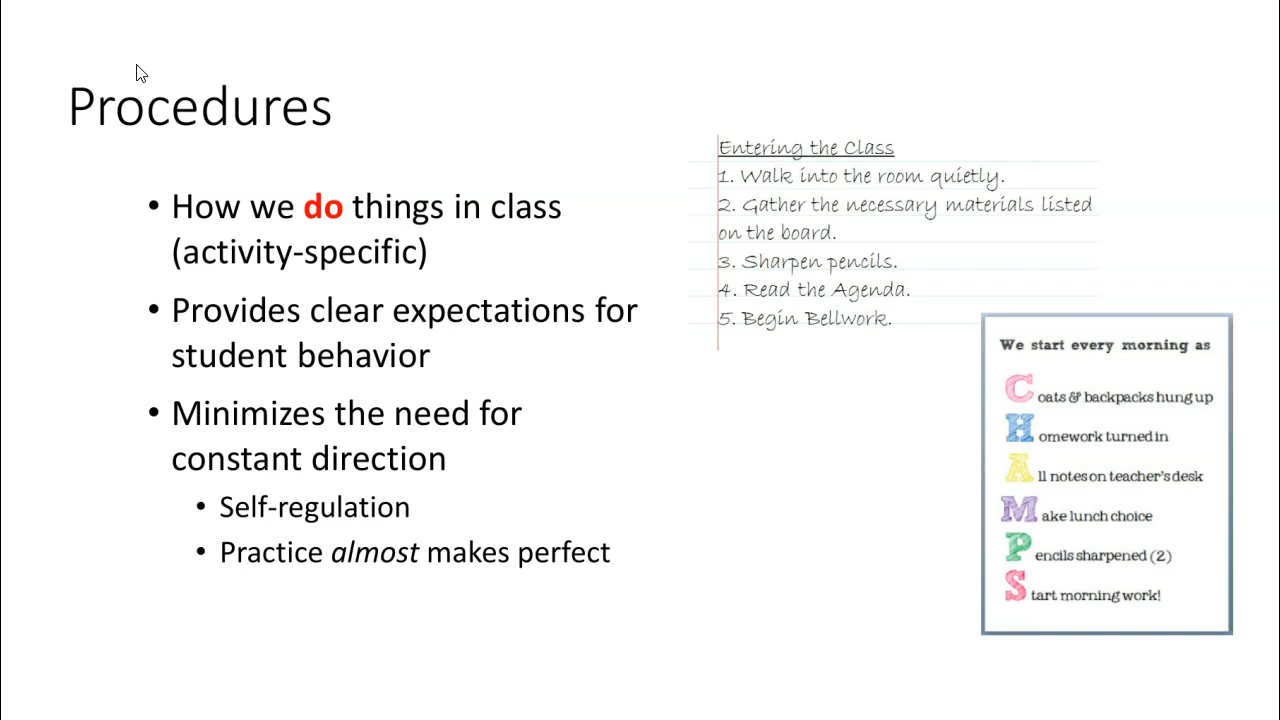 Procedures
• How we do things in class
(activity-specific)
• Provides clear expectations for
student behavior
• Minimizes the need for
constant direction
• Self-regulation
• Practice almost makes perfect
Entering the Class
1. Walk into the room quietly.
2. Gather the necessary materials listed
on the board.
3. Sharpen pencils.
4. Read the Agenda.
5. Begin Bellwork.
We start every morning as
Coats & backpacks hung up
Homework turned in
All notes on teacher's desk
Make lunch choice
Pencils sharpened (2)
Start morning work!